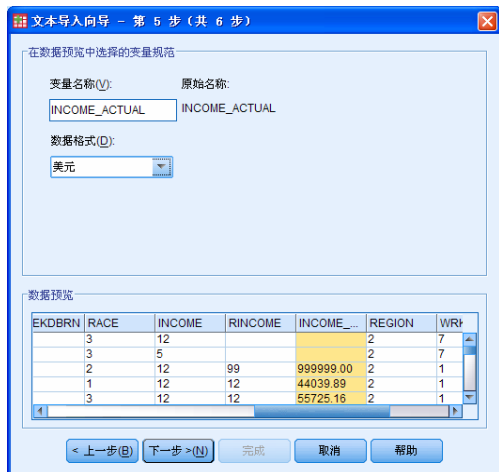 文本导入向导 - 第 5 步(共 6 步)
在数据预览中选择的变量规范
变量名称(V): 原始名称:
INCOME_ACTUAL INCOME_ACTUAL
数据格式(D):
美元
数据预览
EKDBRN RACE INCOME RINCOME INCOME_... REGION WRK
3 12 2 7
3 5 2 7
2 12 99 999999.00 2 1
1 12 12 44039.89 2 1
3 12 12 55725.16 2 1
< 上一步(B) 下一步 >(N) 完成 取消 帮助